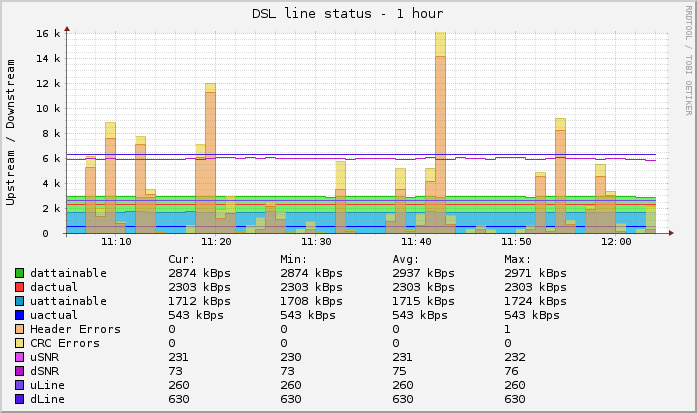 DSL line status - 1 hour
RRDTOOL / TOBI OETIKER
Upstream / Downstream
16 k
14 k
12 k
10 k
8 k
6 k
4 k
2 k
0
11:10 11:20 11:30 11:40 11:50 12:00
Cur: Min: Avg: Max:
dattainable 2874 kBps 2874 kBps 2937 kBps 2971 kBps
dactual 2303 kBps 2303 kBps 2303 kBps 2303 kBps
uattainable 1712 kBps 1708 kBps 1715 kBps 1724 kBps
uactual 543 kBps 543 kBps 543 kBps 543 kBps
Header Errors 0 0 0 1
CRC Errors 0 0 0 0
uSNR 231 230 231 232
dSNR 73 73 75 76
uLine 260 260 260 260
dLine 630 630 630 630